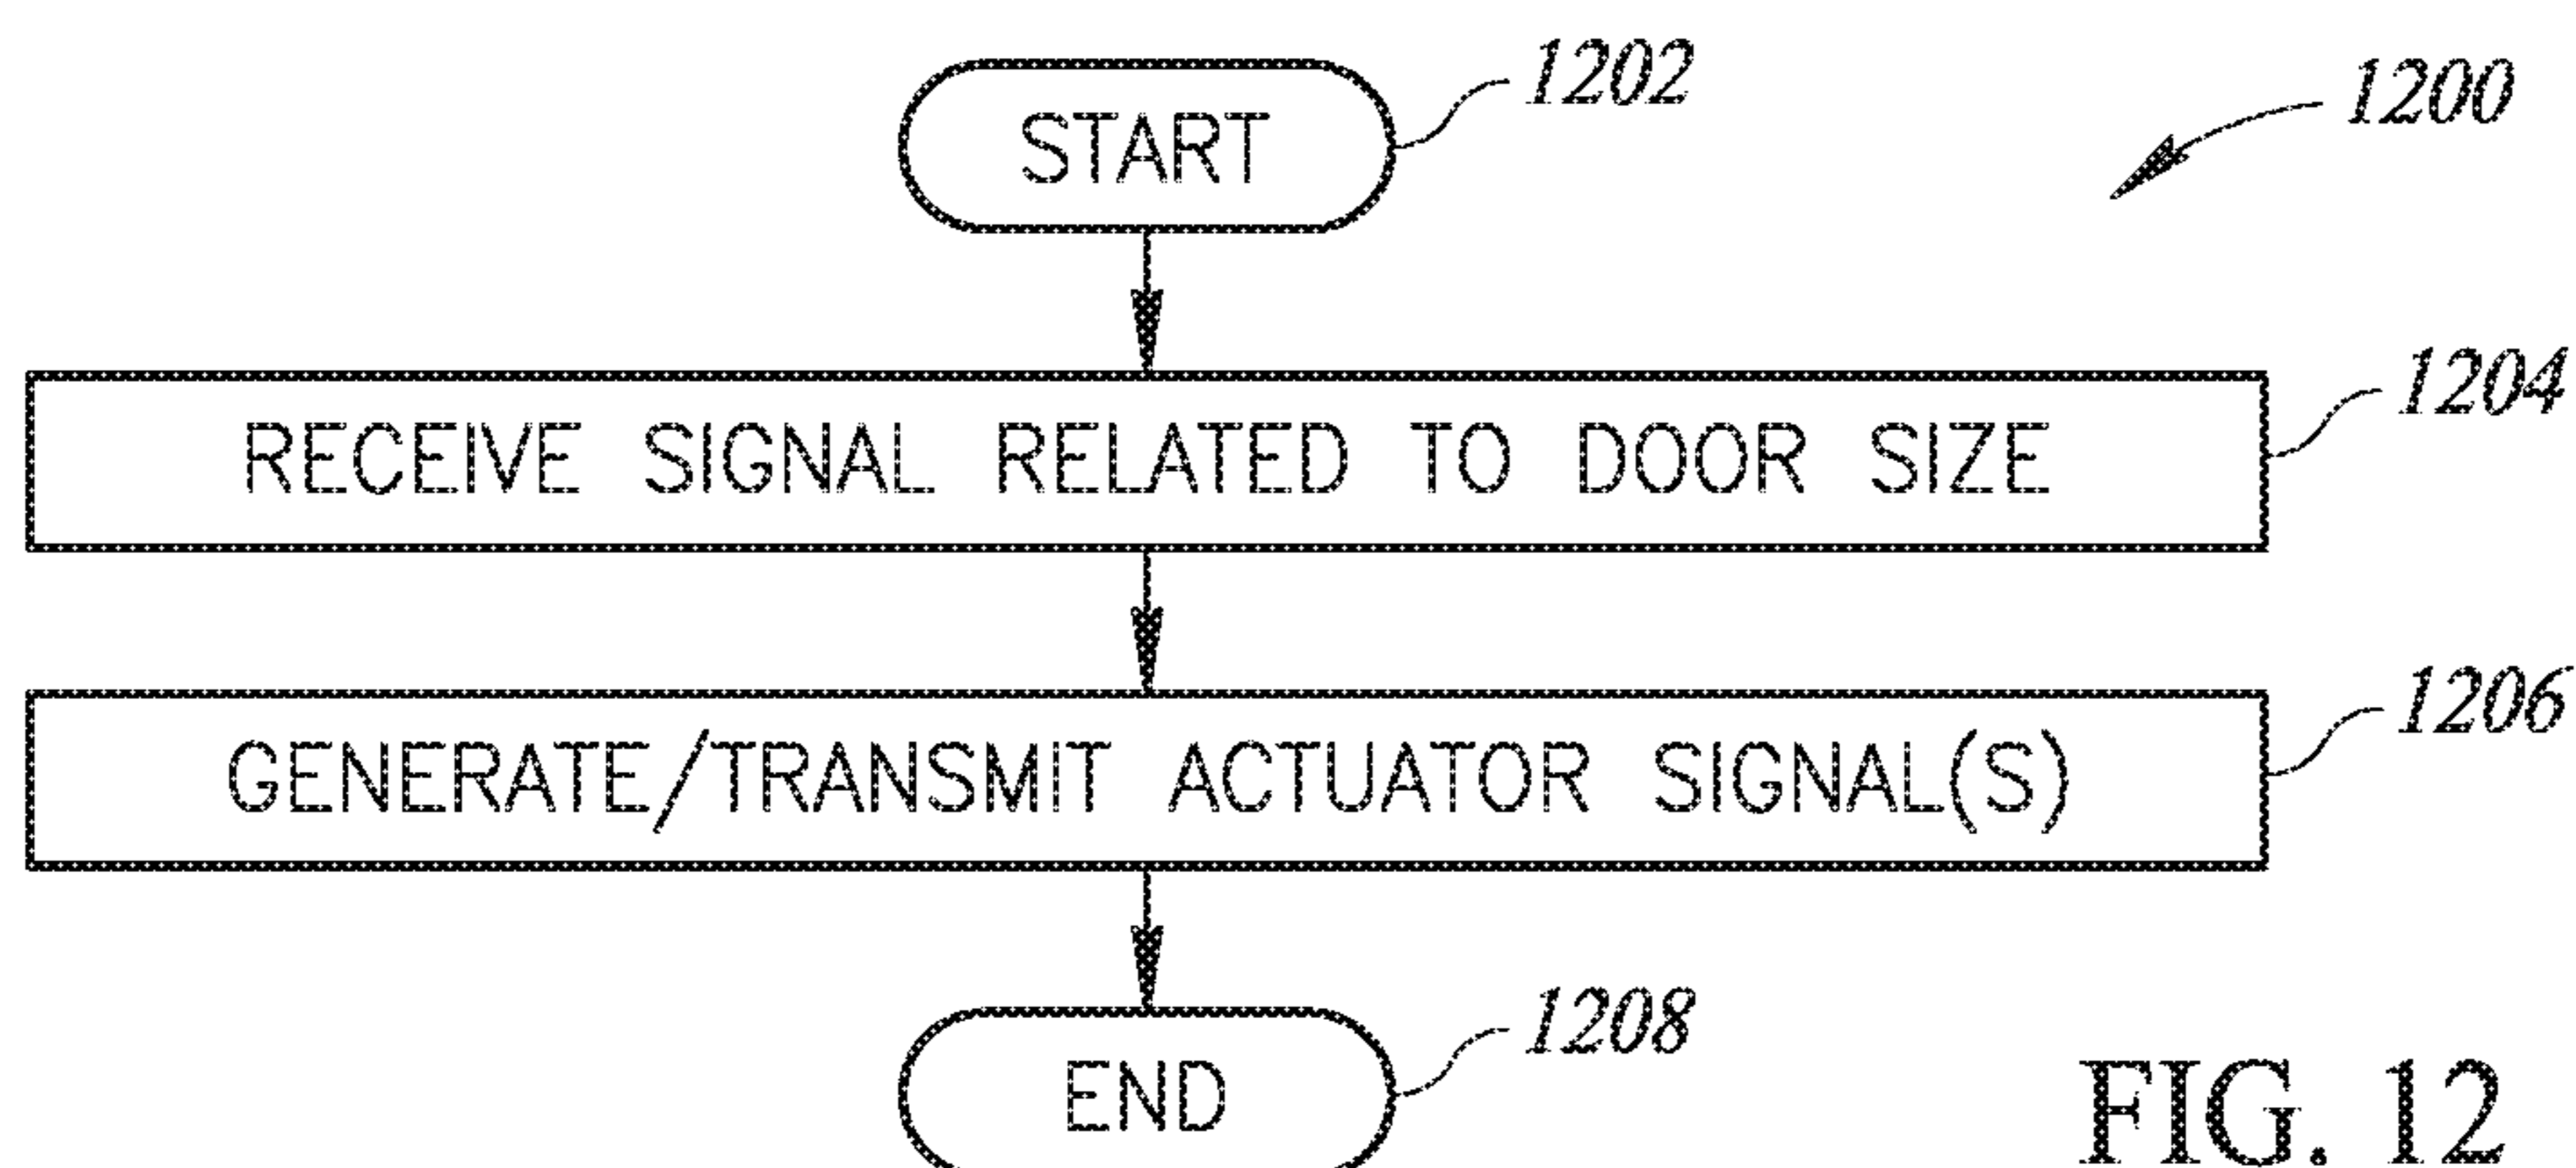 START
1202
1200
RECEIVE SIGNAL RELATED TO DOOR SIZE
1204
GENERATE/TRANSMIT ACTUATOR SIGNAL(S)
1206
END
1208
FIG. 12